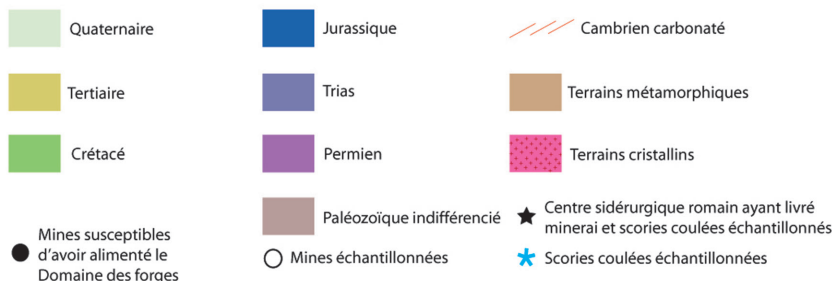 Quaternaire
Jurassique
Cambrien carbonaté
Tertiaire
Trias
Terrains métamorphiques
Crétacé
Permien
Terrains cristallins
Paléozoïque indifférencié
Centre sidérurgique romain ayant livré
minerai et scories coulées échantillonnés
Mines susceptibles
d'avoir alimenté le
Domaine des forges
Mines échantillonnées
Scories coulées échantillonnées